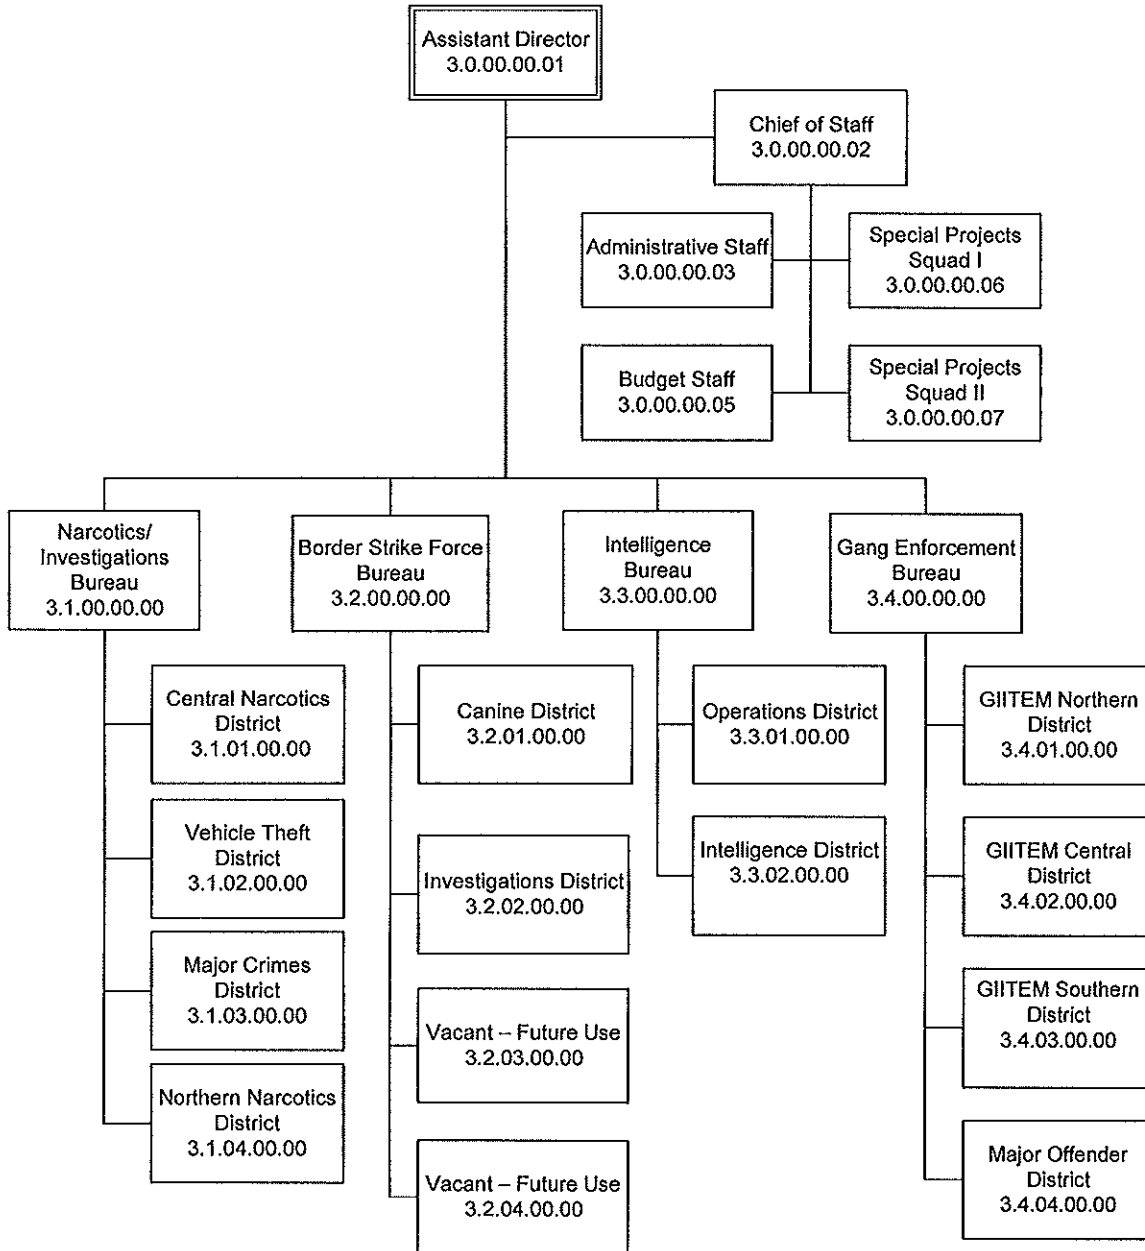 Assistant Director
3.0.00.00.01
Chief of Staff
3.0.00.00.02
Administrative Staff
3.0.00.00.03
Special Projects
Squad I
3.0.00.00.06
Budget Staff
3.0.00.00.05
Special Projects
Squad II
3.0.00.00.07
Narcotics/
Investigations
Bureau
3.1.00.00.00
Border Strike Force
Bureau
3.2.00.00.00
Intelligence
Bureau
3.3.00.00.00
Gang Enforcement
Bureau
3.4.00.00.00
Central Narcotics
District
3.1.01.00.00
Vehicle Theft
District
3.1.02.00.00
Major Crimes
District
3.1.03.00.00
Northern Narcotics
District
3.1.04.00.00
Canine District
3.2.01.00.00
Investigations District
3.2.02.00.00
Vacant – Future Use
3.2.03.00.00
Vacant – Future Use
3.2.04.00.00
Operations District
3.3.01.00.00
Intelligence District
3.3.02.00.00
GIITEM Northern
District
3.4.01.00.00
GIITEM Central
District
3.4.02.00.00
GIITEM Southern
District
3.4.03.00.00
Major Offender
District
3.4.04.00.00